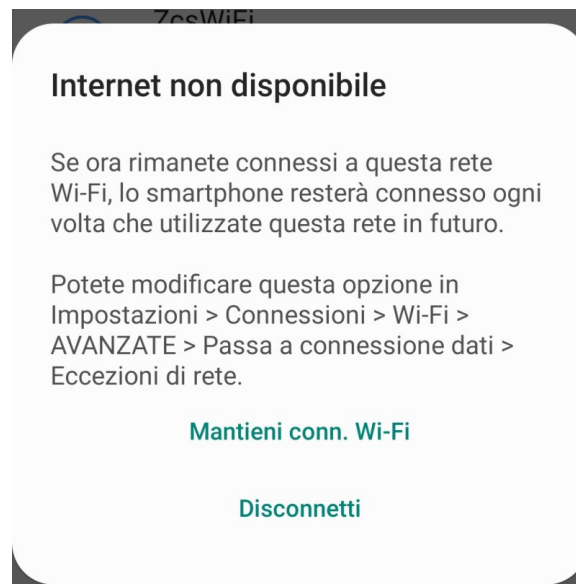 ZcsWiFi
Internet non disponibile
Se ora rimanete connessi a questa rete
Wi-Fi, lo smartphone resterà connesso ogni
volta che utilizzate questa rete in futuro.
Potete modificare questa opzione in
Impostazioni > Connessioni > Wi-Fi >
AVANZATE > Passa a connessione dati >
Eccezioni di rete.
Mantieni conn. Wi-Fi
Disconnetti